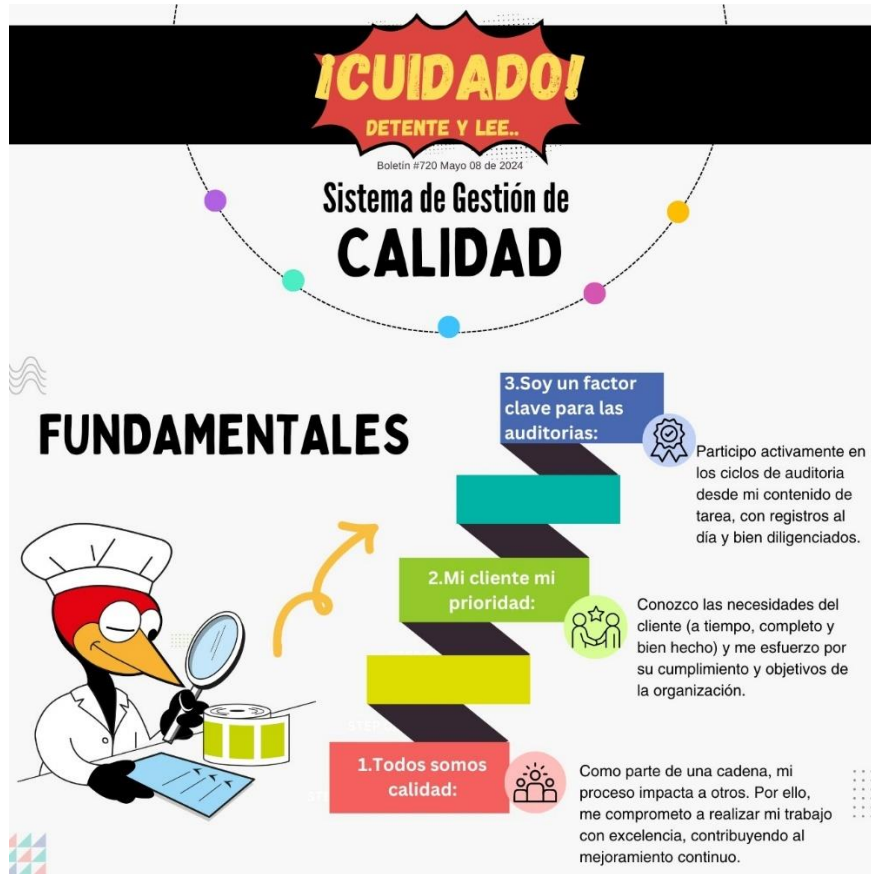 ¡CUIDADO!
DETENTE Y LEE..
Boletín #720 Mayo 08 de 2024
Sistema de Gestión de
CALIDAD
FUNDAMENTALES
3.Soy un factor
clave para las
auditorias:
Participo activamente en
los ciclos de auditoria
desde mi contenido de
tarea, con registros al
día y bien diligenciados.
2.Mi cliente mi
prioridad:
Conozco las necesidades del
cliente (a tiempo, completo y
bien hecho) y me esfuerzo por
su cumplimiento y objetivos de
la organización.
1.Todos somos
calidad:
Como parte de una cadena, mi
proceso impacta a otros. Por ello,
me comprometo a realizar mi trabajo
con excelencia, contribuyendo al
mejoramiento continuo.